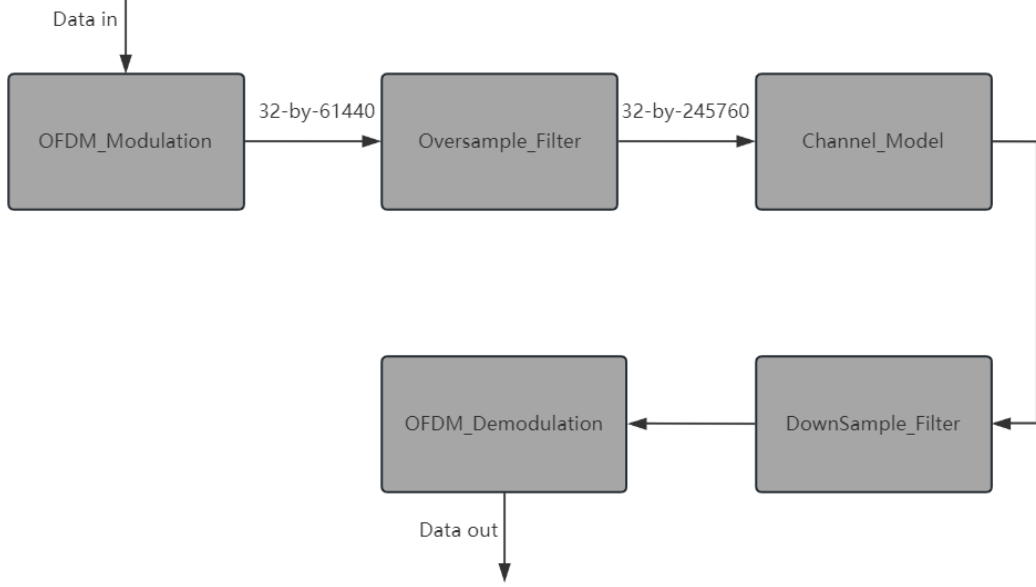 Data in
OFDM_Modulation
32-by-61440
Oversample_Filter
32-by-245760
Channel_Model
OFDM_Demodulation
DownSample_Filter
Data out